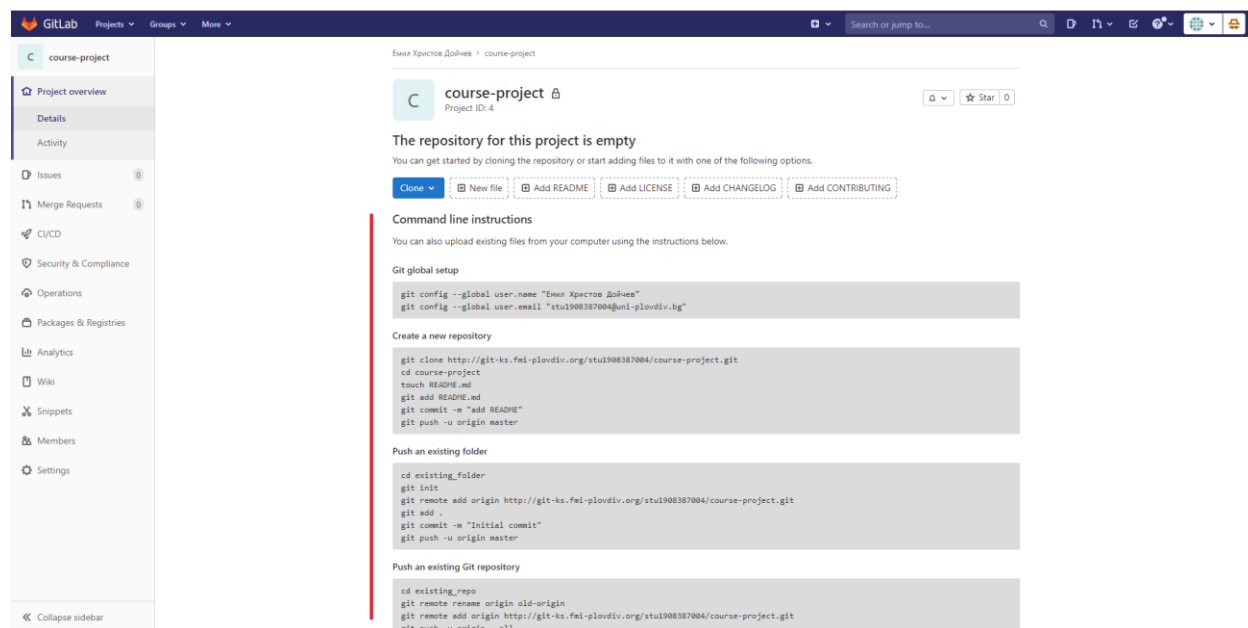 GitLab Projects Groups More Search or jump to...
C course-project
Project overview
Details
Activity
Issues 0
Merge Requests 0
CI/CD
Security & Compliance
Operations
Packages & Registries
Analytics
Wiki
Snippets
Members
Settings
Collapse sidebar
Емил Христов Дойчев > course-project
C
course-project
Project ID: 4
Star 0
The repository for this project is empty
You can get started by cloning the repository or start adding files to it with one of the following options.
Clone New file Add README Add LICENSE Add CHANGELOG Add CONTRIBUTING
Command line instructions
You can also upload existing files from your computer using the instructions below.
Git global setup
git config --global user.name "Емил Христов Дойчев"
git config --global user.email "stu1908387004@uni-plovdiv.bg"
Create a new repository
git clone http://git-ks.fmi-plovdiv.org/stu1908387004/course-project.git
cd course-project
touch README.md
git add README.md
git commit -m "add README"
git push -u origin master
Push an existing folder
cd existing_folder
git init
git remote add origin http://git-ks.fmi-plovdiv.org/stu1908387004/course-project.git
git add .
git commit -m "Initial commit"
git push -u origin master
Push an existing Git repository
cd existing_repo
git remote rename origin old-origin
git remote add origin http://git-ks.fmi-plovdiv.org/stu1908387004/course-project.git
git push -u origin --all